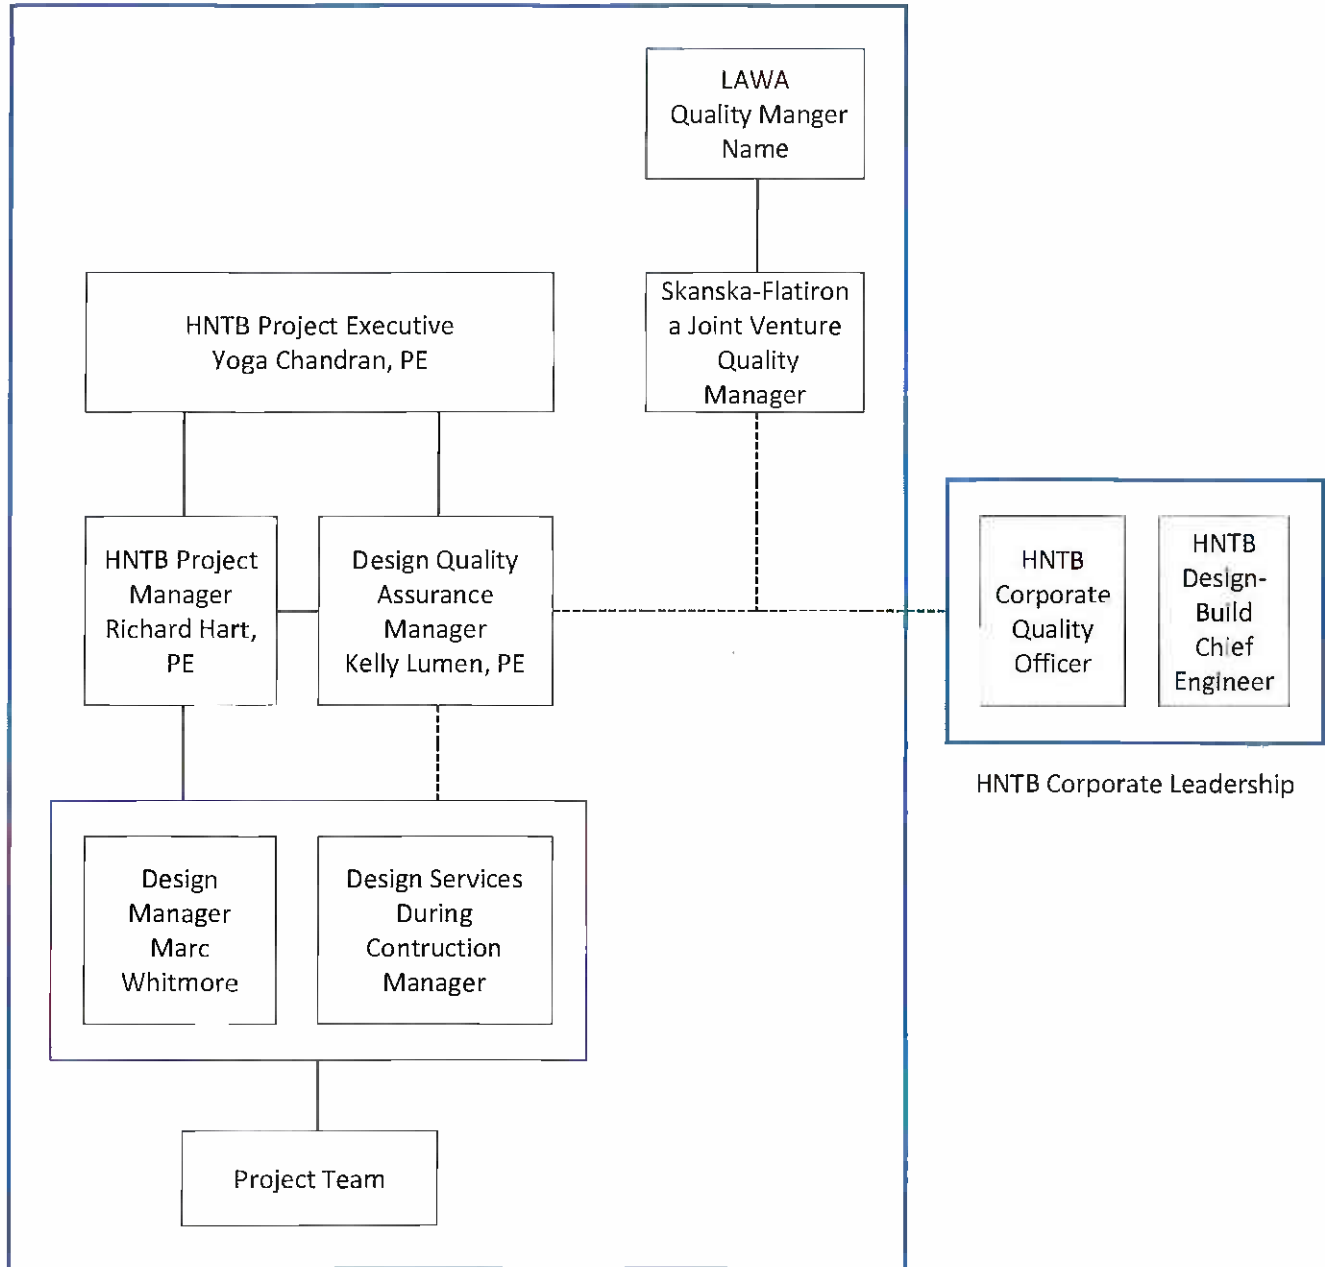 LAWA
Quality Manger
Name
HNTB Project Executive
Yoga Chandran, PE
Skanska-Flatiron
a Joint Venture
Quality
Manager
HNTB Project
Manager
Richard Hart,
PE
Design Quality
Assurance
Manager
Kelly Lumen, PE
HNTB
Corporate
Quality
Officer
HNTB
Design-
Build
Chief
Engineer
HNTB Corporate Leadership
Design
Manager
Marc
Whitmore
Design Services
During
Contruction
Manager
Project Team